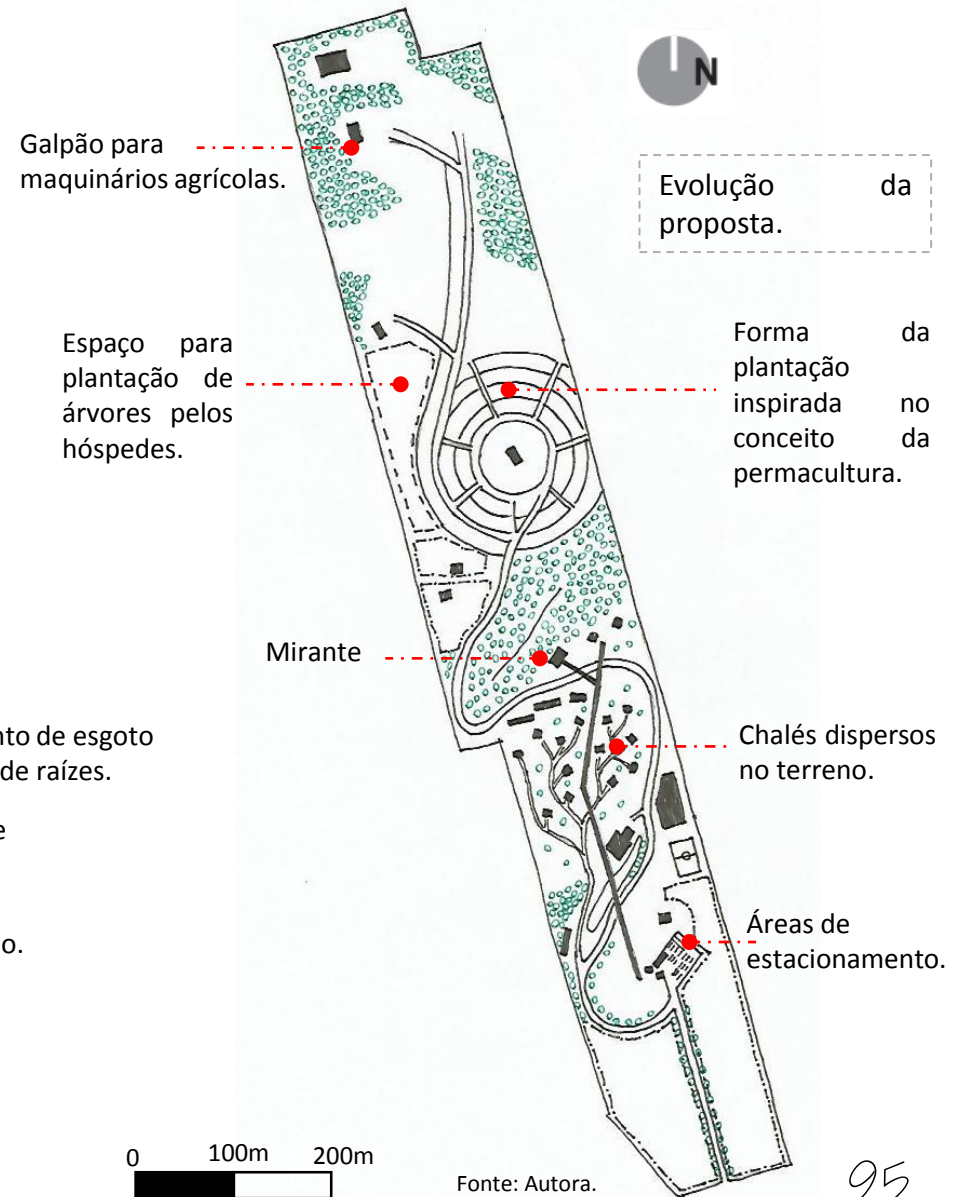 N
Evolução da
proposta.
Galpão para
maquinários agrícolas.
Espaço para
plantação de
árvores pelos
hóspedes.
Forma da
plantação
inspirada no
conceito da
permacultura.
Mirante
nto de esgoto
de raízes.
e
o.
Chalés dispersos
no terreno.
Áreas de
estacionamento.
0 100m 200m
Fonte: Autora.
95